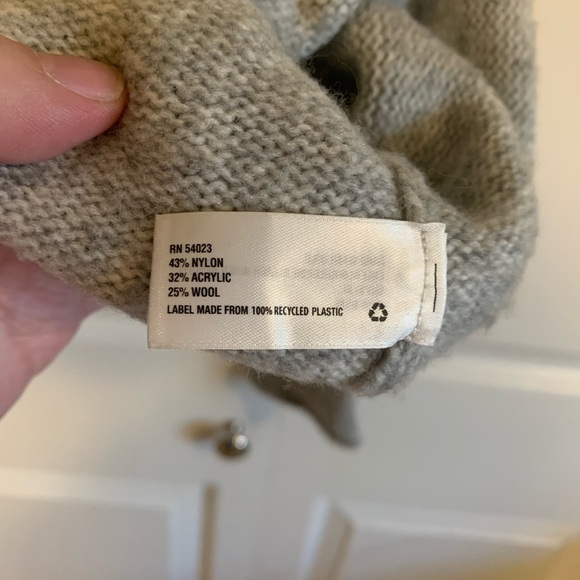 RN 54023
43% NYLON
32% ACRYLIC
25% WOOL
LABEL MADE FROM 100% RECYCLED PLASTIC